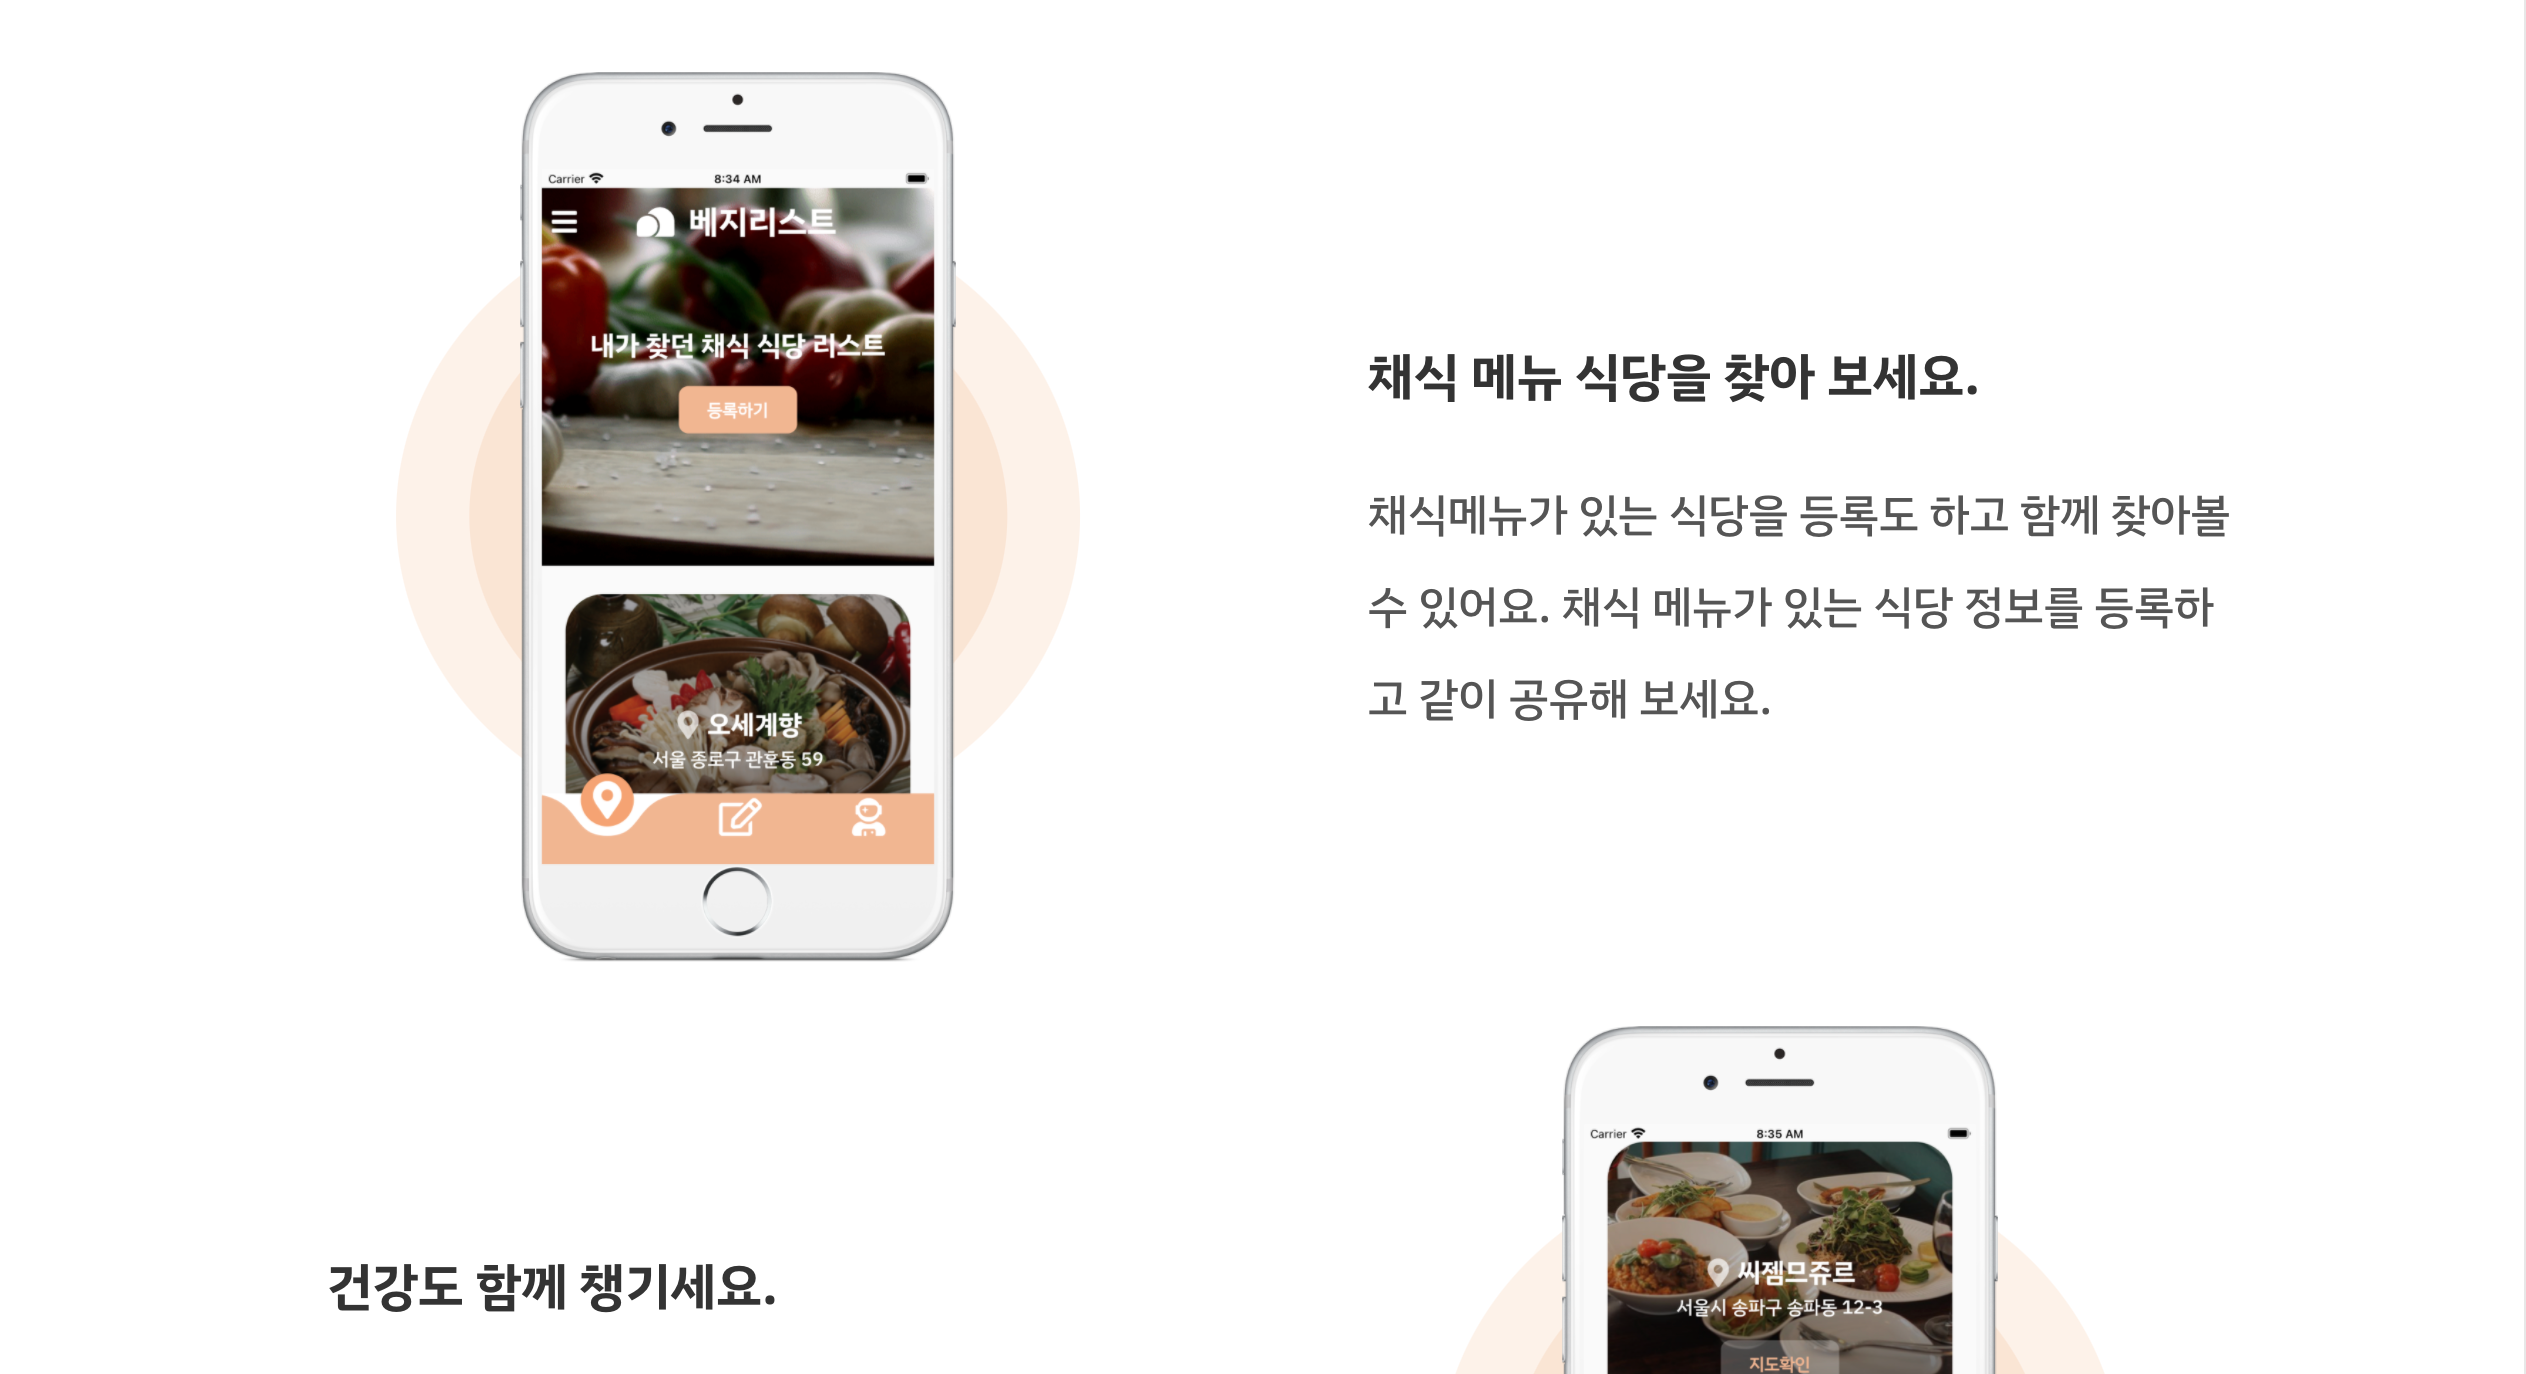 Carrier 8:34 AM
베지리스트
내가 찾던 채식 식당 리스트
등록하기
오세계향
서울 종로구 관훈동 59
채식 메뉴 식당을 찾아 보세요.
채식메뉴가 있는 식당을 등록도 하고 함께 찾아볼
수 있어요. 채식 메뉴가 있는 식당 정보를 등록하
고 같이 공유해 보세요.
건강도 함께 챙기세요.
Carrier 8:35 AM
씨젬므쥬르
서울시 송파구 송파동 12-3
지도확인